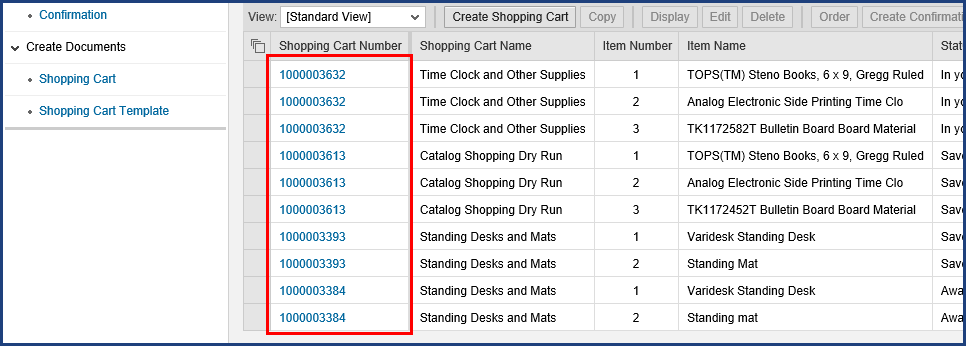 Confirmation
Create Documents
Shopping Cart
Shopping Cart Template
View: [Standard View] Create Shopping Cart Copy Display Edit Delete Order Create Confirmati
Shopping Cart Number Shopping Cart Name Item Number Item Name Stat
1000003632 Time Clock and Other Supplies 1 TOPS(TM) Steno Books, 6 x 9, Gregg Ruled In yo
1000003632 Time Clock and Other Supplies 2 Analog Electronic Side Printing Time Clo In yo
1000003632 Time Clock and Other Supplies 3 TK1172582T Bulletin Board Board Material In yo
1000003613 Catalog Shopping Dry Run 1 TOPS(TM) Steno Books, 6 x 9, Gregg Ruled Save
1000003613 Catalog Shopping Dry Run 2 Analog Electronic Side Printing Time Clo Save
1000003613 Catalog Shopping Dry Run 3 TK1172452T Bulletin Board Board Material Save
1000003393 Standing Desks and Mats 1 Varidesk Standing Desk Save
1000003393 Standing Desks and Mats 2 Standing Mat Save
1000003384 Standing Desks and Mats 1 Varidesk Standing Desk Awa
1000003384 Standing Desks and Mats 2 Standing mat Awa